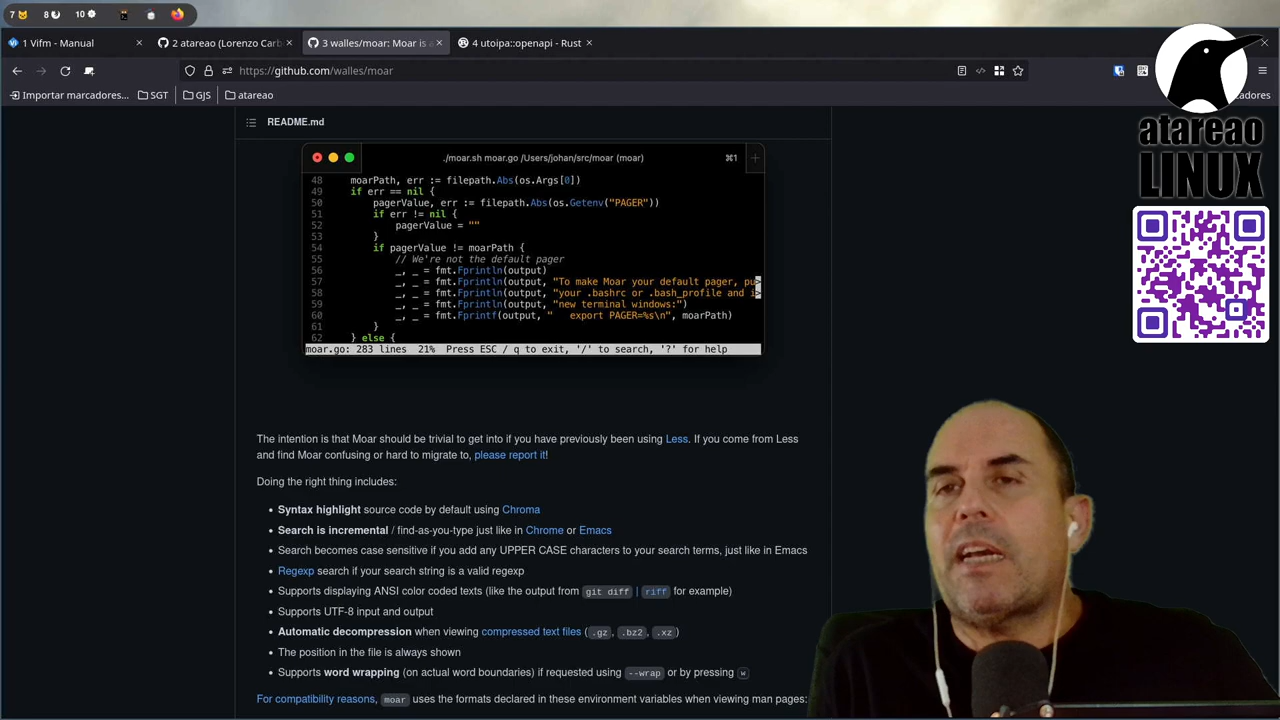 7 8 10
1 Vifm - Manual × 2 atareao (Lorenzo Carb × 3 walles/moar: Moar is a × 4 utoipa::openapi - Rust ×
https://github.com/walles/moar
Importar marcadores... SGT GJS atareao cadores
README.md
./moar.sh moar.go /Users/johan/src/moar (moar) ⌘1 +
48 moarPath, err := filepath.Abs(os.Args[0])
49 if err == nil {
50 pagerValue, err := filepath.Abs(os.Getenv("PAGER"))
51 if err != nil {
52 pagerValue = ""
53 }
54 if pagerValue != moarPath {
55 // We're not the default pager
56 _, _ = fmt.Fprintln(output)
57 _, _ = fmt.Fprintln(output, "To make Moar your default pager, pu>
58 _, _ = fmt.Fprintln(output, "your .bashrc or .bash_profile and i>
59 _, _ = fmt.Fprintln(output, "new terminal windows:")
60 _, _ = fmt.Fprintf(output, " export PAGER=%s\n", moarPath)
61 }
62 } else {
moar.go: 283 lines 21% Press ESC / q to exit, '/' to search, '?' for help
The intention is that Moar should be trivial to get into if you have previously been using Less. If you come from Less
and find Moar confusing or hard to migrate to, please report it!
Doing the right thing includes:
• Syntax highlight source code by default using Chroma
• Search is incremental / find-as-you-type just like in Chrome or Emacs
• Search becomes case sensitive if you add any UPPER CASE characters to your search terms, just like in Emacs
• Regexp search if your search string is a valid regexp
• Supports displaying ANSI color coded texts (like the output from git diff | riff for example)
• Supports UTF-8 input and output
• Automatic decompression when viewing compressed text files (.gz, .bz2, .xz)
• The position in the file is always shown
• Supports word wrapping (on actual word boundaries) if requested using --wrap or by pressing w
For compatibility reasons, moar uses the formats declared in these environment variables when viewing man pages:
atareao
LINUX